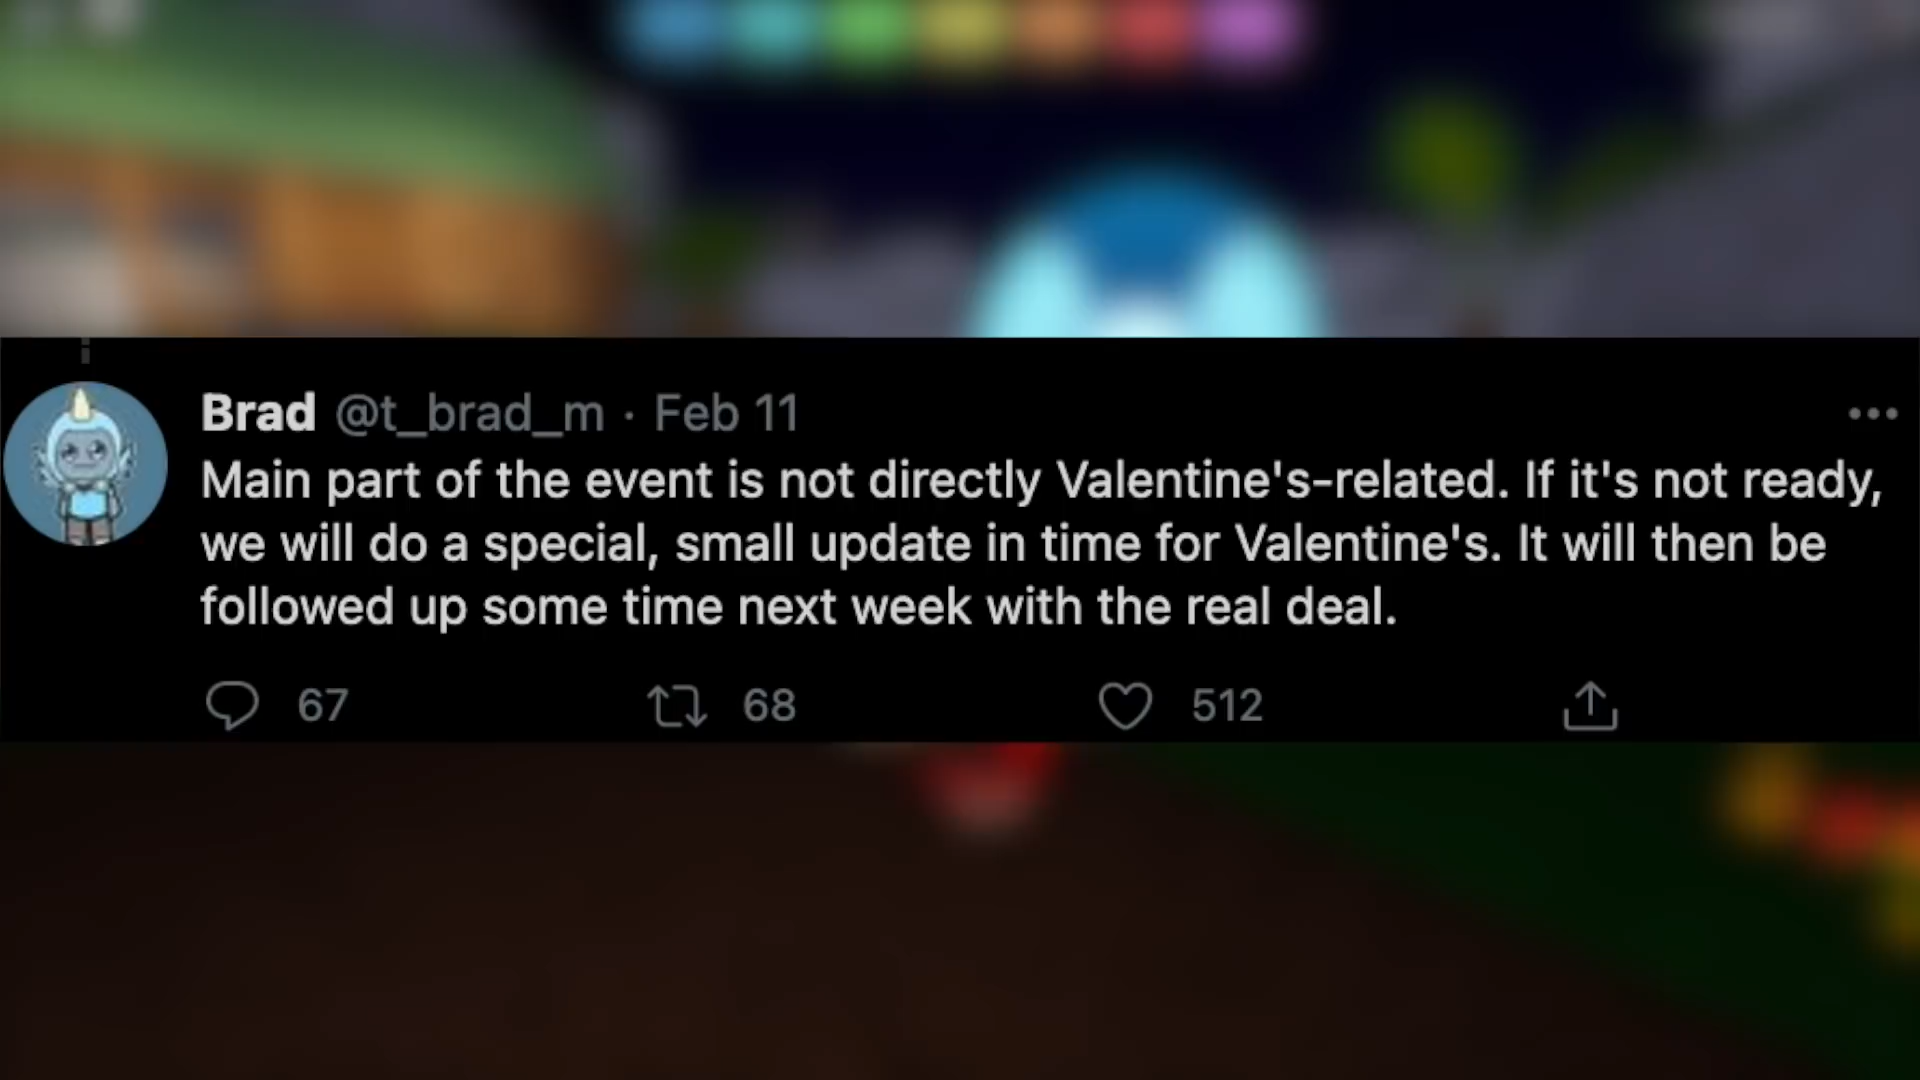 Brad @t_brad_m · Feb 11
Main part of the event is not directly Valentine's-related. If it's not ready,
we will do a special, small update in time for Valentine's. It will then be
followed up some time next week with the real deal.
67 68 512